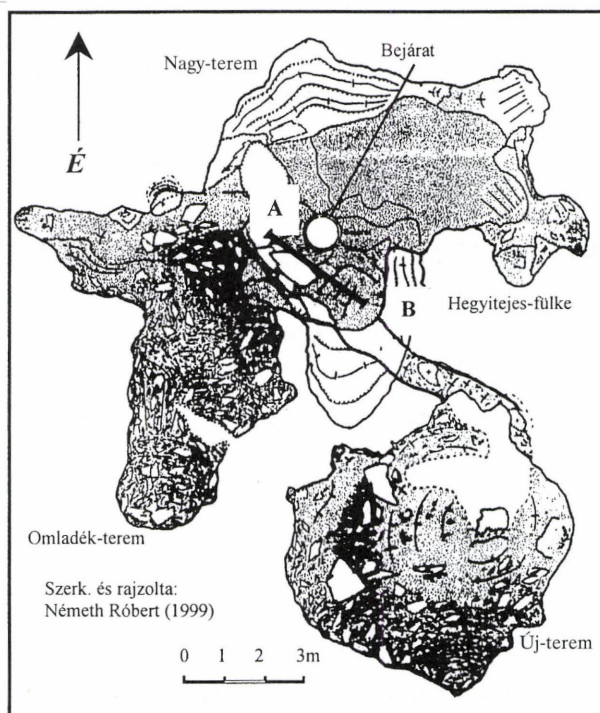 Nagy-terem
Bejárat
É
A
B
Hegyitejes-fülke
Omladék-terem
Szerk. és rajzolta:
Németh Róbert (1999)
Új-terem
0 1 2 3m